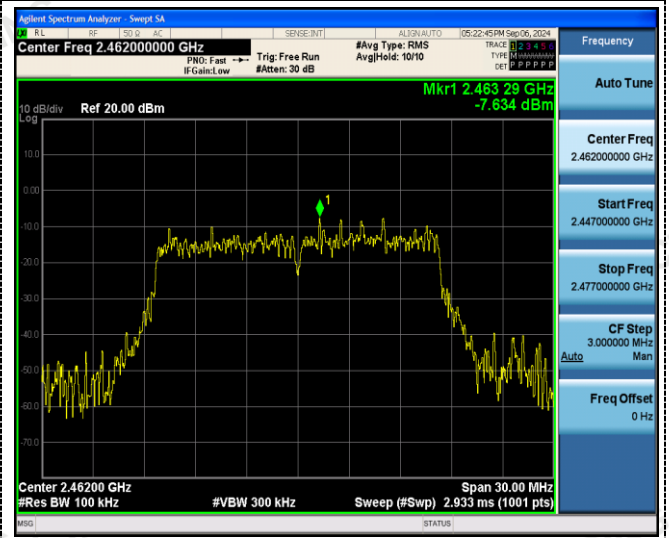 Agilent Spectrum Analyzer - Swept SA
RL RF 50 Ω AC SENSE:INT ALIGNAUTO 05:22:45PM Sep 06, 2024
Center Freq 2.462000000 GHz
PNO: Fast
IFGain:Low
Trig: Free Run
#Atten: 30 dB
#Avg Type: RMS
Avg|Hold: 10/10
TRACE 1 2 3 4 5 6
TYPE M
DET P P P P P P
Frequency
Mkr1 2.463 29 GHz
-7.634 dBm
10 dB/div Ref 20.00 dBm
Log
10.0
0.00
-10.0
-20.0
-30.0
-40.0
-50.0
-60.0
-70.0
1
Center 2.46200 GHz
Span 30.00 MHz
#Res BW 100 kHz
#VBW 300 kHz
Sweep (#Swp) 2.933 ms (1001 pts)
Auto Tune
Center Freq
2.462000000 GHz
Start Freq
2.447000000 GHz
Stop Freq
2.477000000 GHz
CF Step
3.000000 MHz
Auto Man
Freq Offset
0 Hz
MSG
STATUS